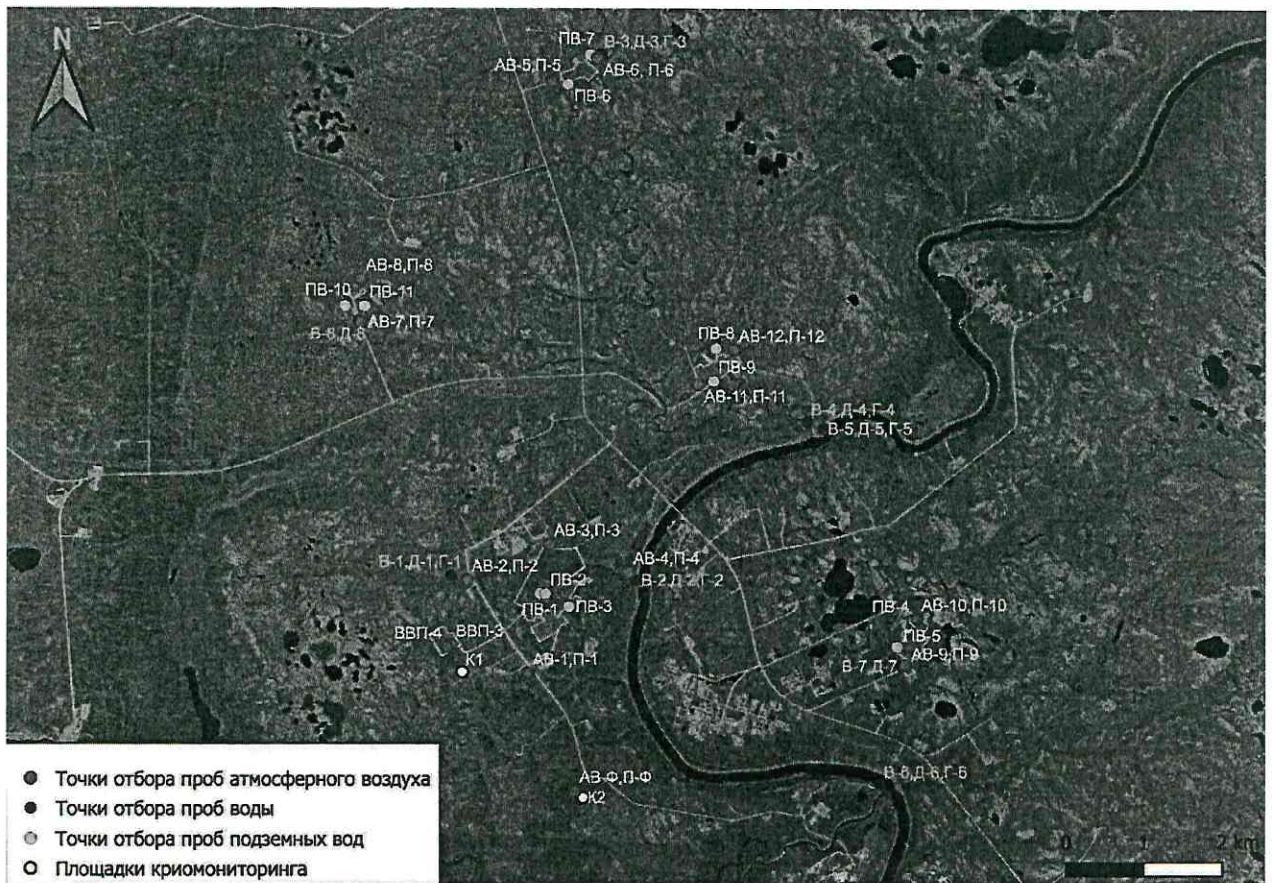 N
ПВ-7
В-3,Д-3,Г-3
АВ-5,П-5
АВ-6, П-6
ПВ-6
АВ-8,П-8
ПВ-10
ПВ-11
В-8,Д-8
АВ-7,П-7
ПВ-8
АВ-12,П-12
ПВ-9
АВ-11,П-11
В-4,Д-4,Г-4
В-5,Д-5,Г-5
АВ-3,П-3
В-1,Д-1,Г-1
АВ-2,П-2
АВ-4,П-4
ПВ-2
В-2,Д-2,Г-2
ПВ-1
ПВ-3
ПВ-4
АВ-10,П-10
ВВП-4
ВВП-3
ПВ-5
АВ-1,П-1
АВ-9,П-9
К1
В-7,Д-7
АВ-Ф,П-Ф
В-6,Д-6,Г-6
К2
Точки отбора проб атмосферного воздуха
Точки отбора проб воды
Точки отбора проб подземных вод
Площадки криомониторинга
0 1 2 km